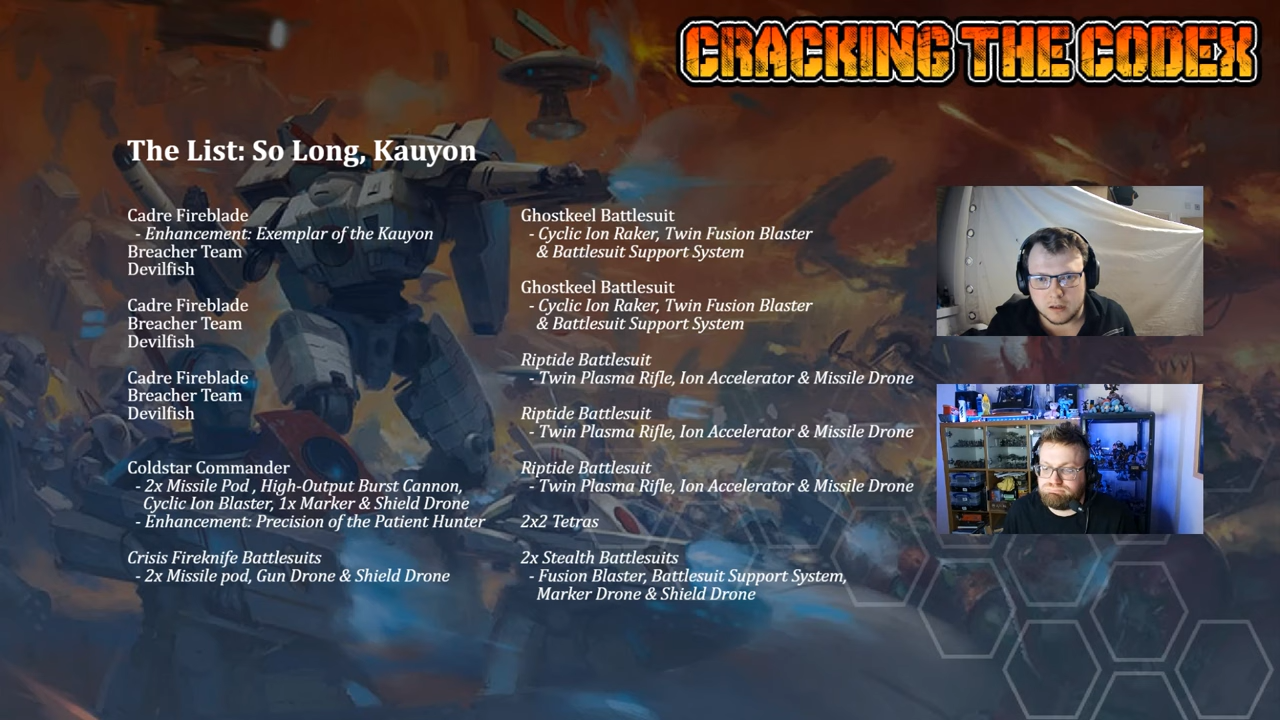 CRACKING THE CODEX
The List: So Long, Kauyon
Cadre Fireblade
- Enhancement: Exemplar of the Kauyon
Breacher Team
Devilfish
Cadre Fireblade
Breacher Team
Devilfish
Cadre Fireblade
Breacher Team
Devilfish
Coldstar Commander
- 2x Missile Pod , High-Output Burst Cannon,
Cyclic Ion Blaster, 1x Marker & Shield Drone
- Enhancement: Precision of the Patient Hunter
Crisis Fireknife Battlesuits
- 2x Missile pod, Gun Drone & Shield Drone
Ghostkeel Battlesuit
- Cyclic Ion Raker, Twin Fusion Blaster
& Battlesuit Support System
Ghostkeel Battlesuit
- Cyclic Ion Raker, Twin Fusion Blaster
& Battlesuit Support System
Riptide Battlesuit
- Twin Plasma Rifle, Ion Accelerator & Missile Drone
Riptide Battlesuit
- Twin Plasma Rifle, Ion Accelerator & Missile Drone
Riptide Battlesuit
- Twin Plasma Rifle, Ion Accelerator & Missile Drone
2x2 Tetras
2x Stealth Battlesuits
- Fusion Blaster, Battlesuit Support System,
Marker Drone & Shield Drone